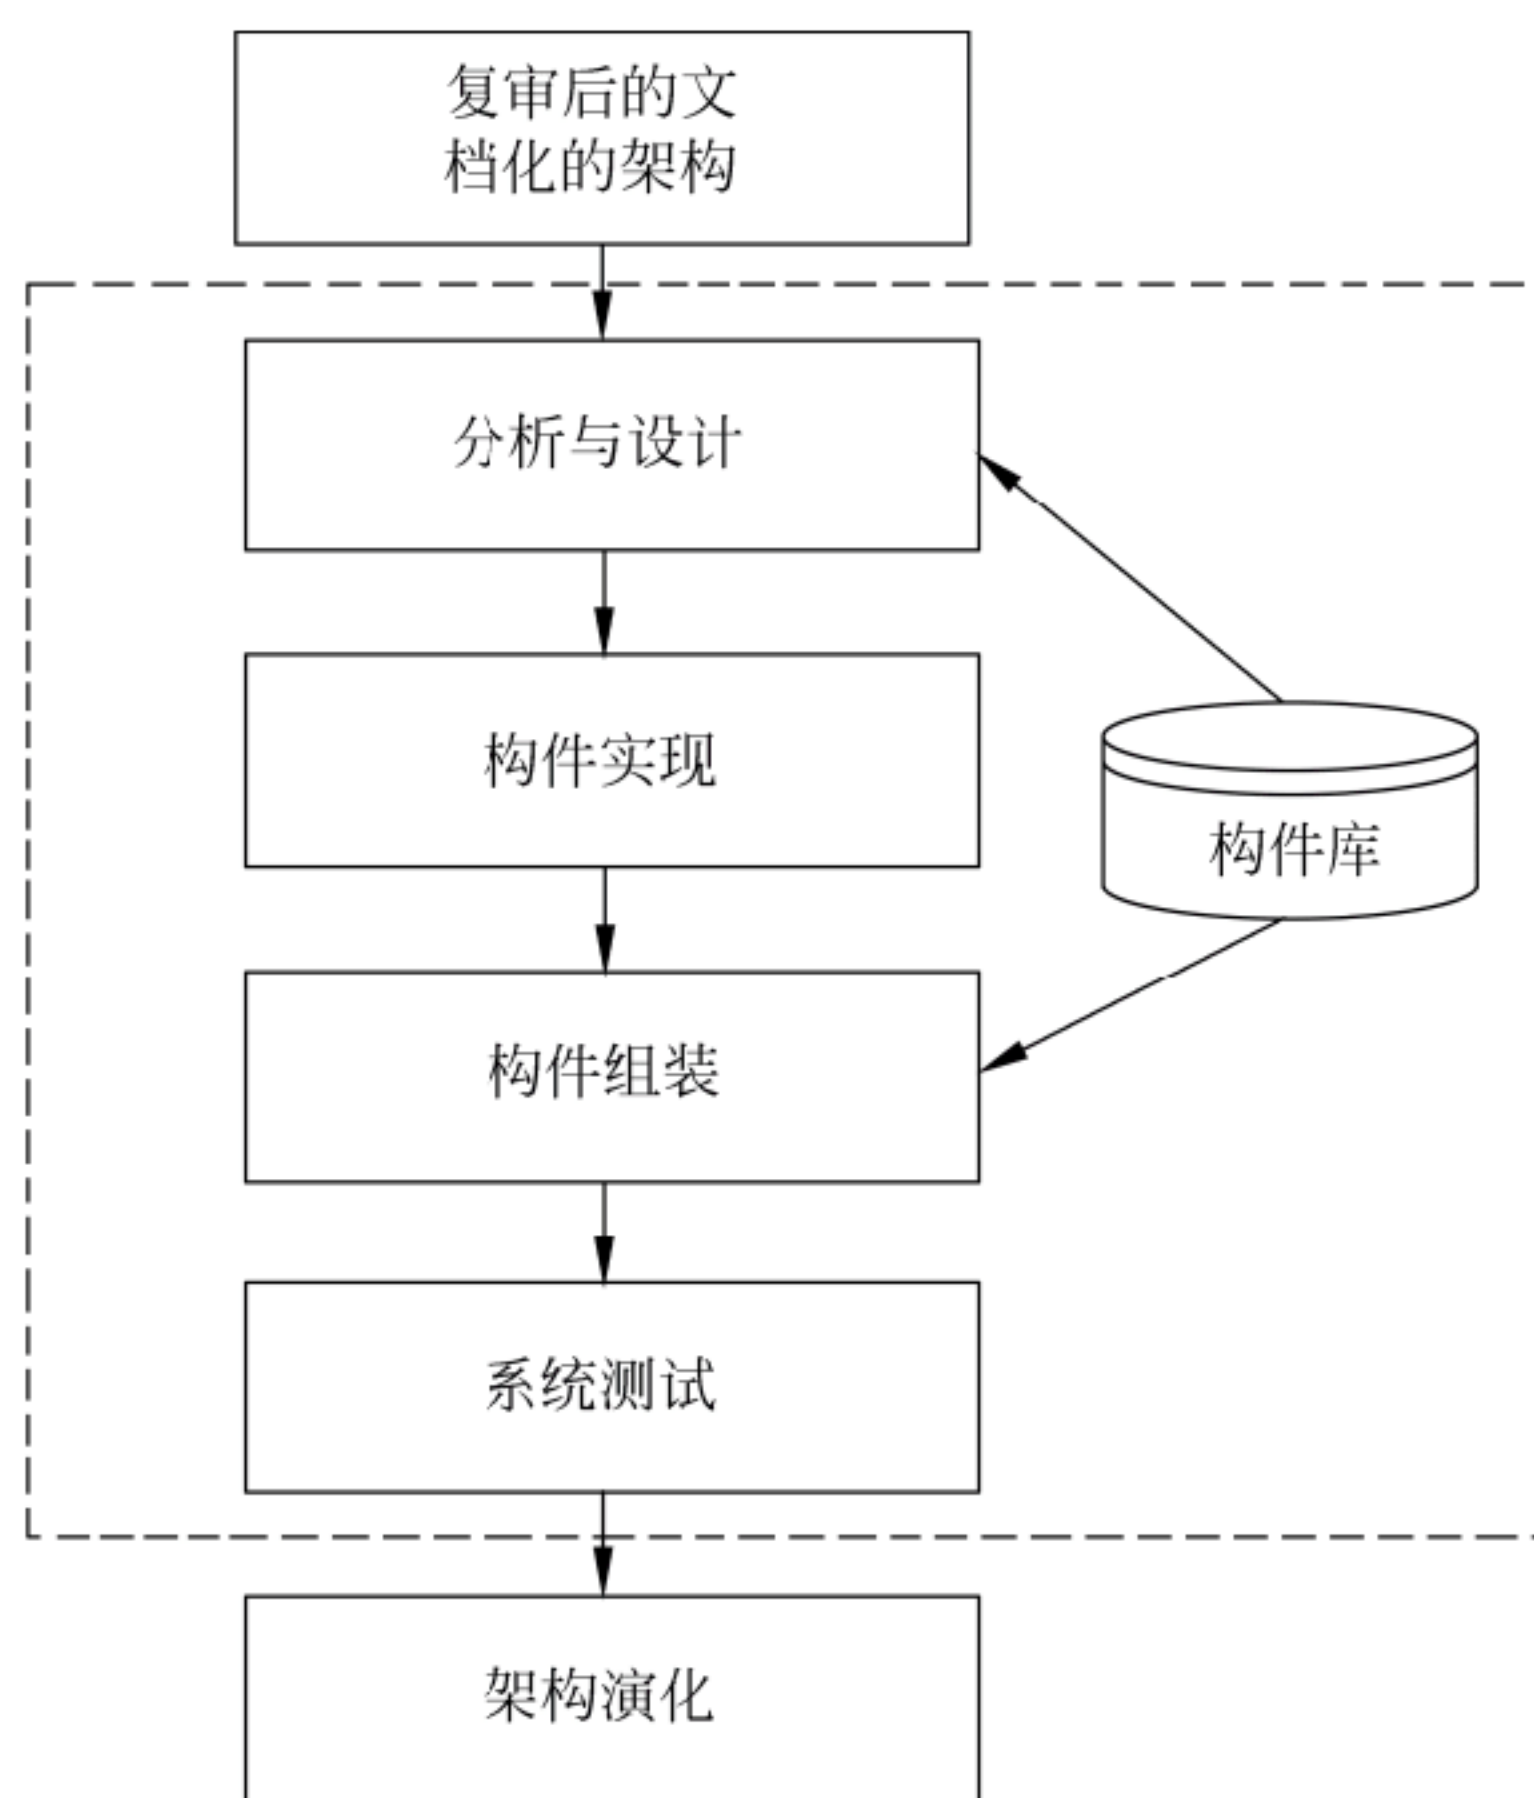 复审后的文
档化的架构
分析与设计
构件实现
构件库
构件组装
系统测试
架构演化